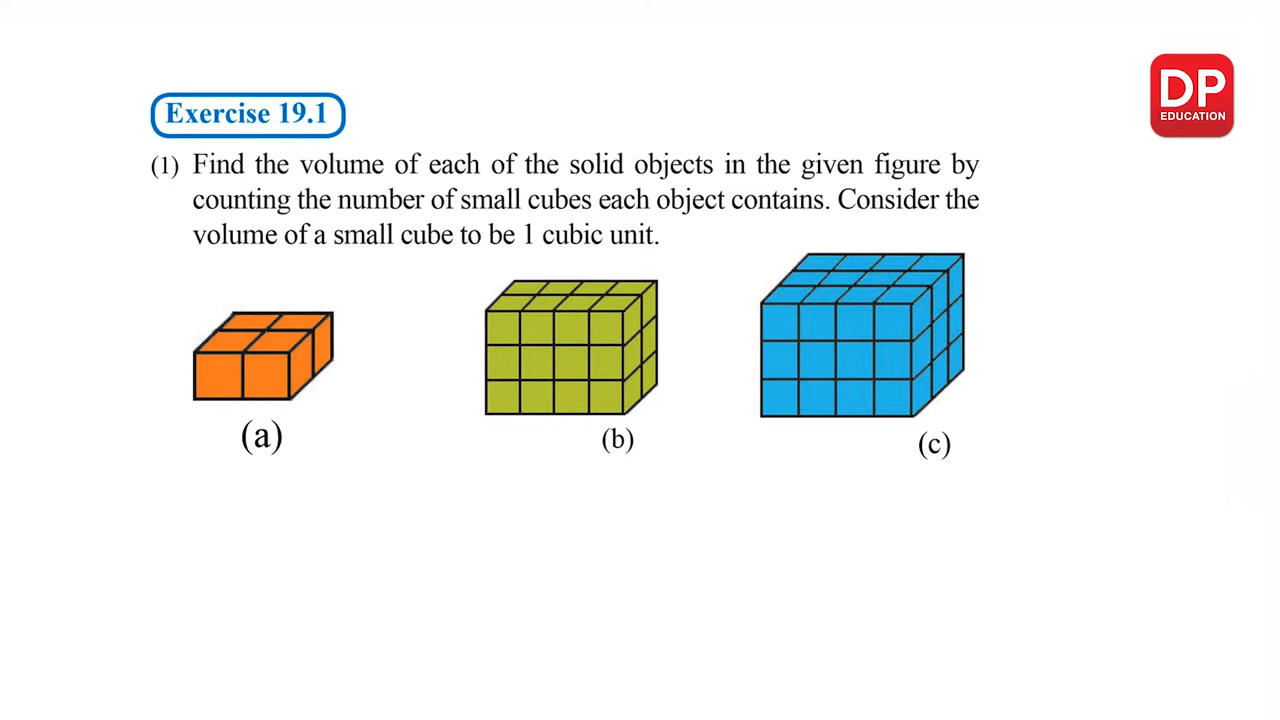 DP
EDUCATION
Exercise 19.1
(1) Find the volume of each of the solid objects in the given figure by
counting the number of small cubes each object contains. Consider the
volume of a small cube to be 1 cubic unit.
(a)
(b)
(c)